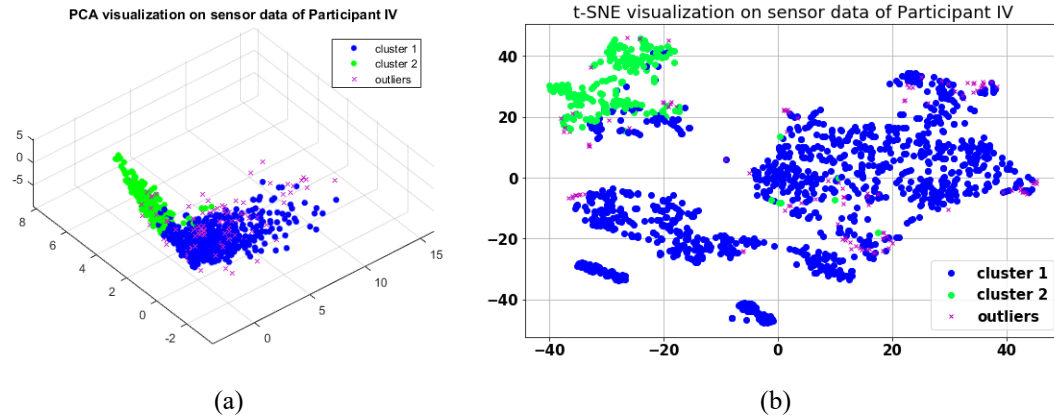 PCA visualization on sensor data of Participant IV
cluster 1
cluster 2
outliers
5
0
-5
8
6
4
2
0
-2
0
5
10
15
(a)
t-SNE visualization on sensor data of Participant IV
40
20
0
−20
−40
−40
−20
0
20
40
cluster 1
cluster 2
outliers
(b)